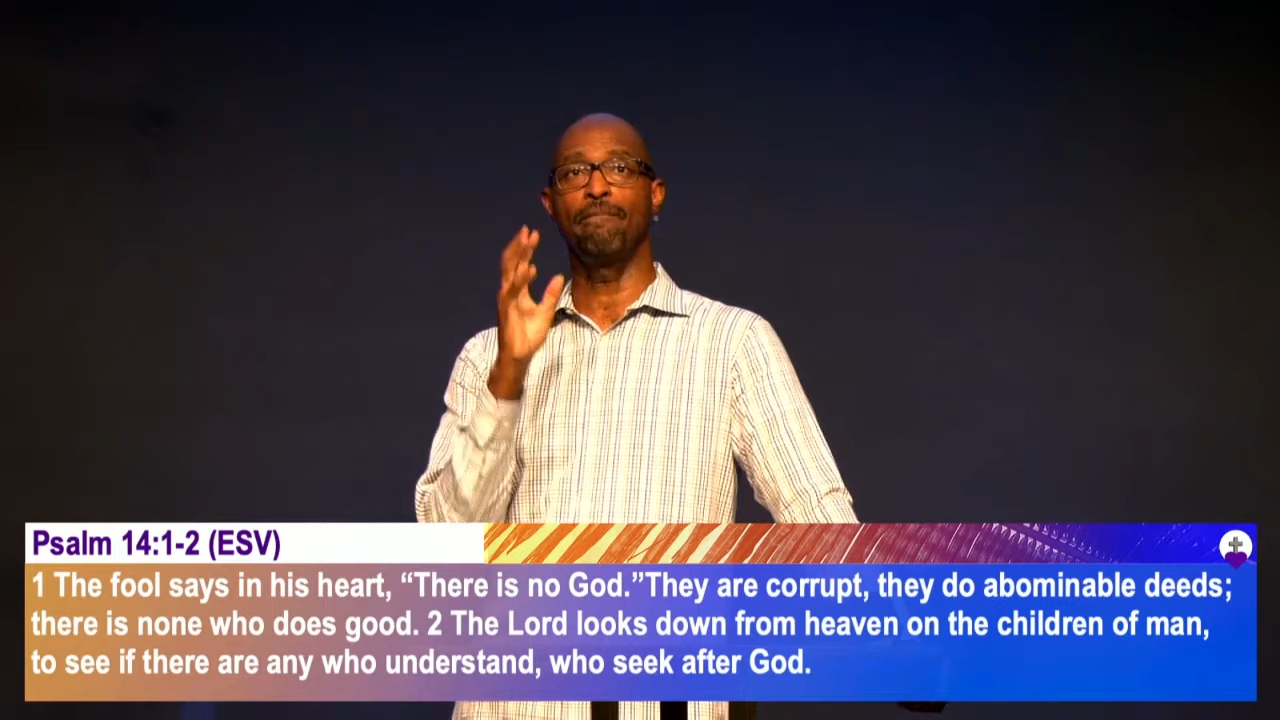 Psalm 14:1-2 (ESV)
1 The fool says in his heart, “There is no God.”They are corrupt, they do abominable deeds;
there is none who does good. 2 The Lord looks down from heaven on the children of man,
to see if there are any who understand, who seek after God.